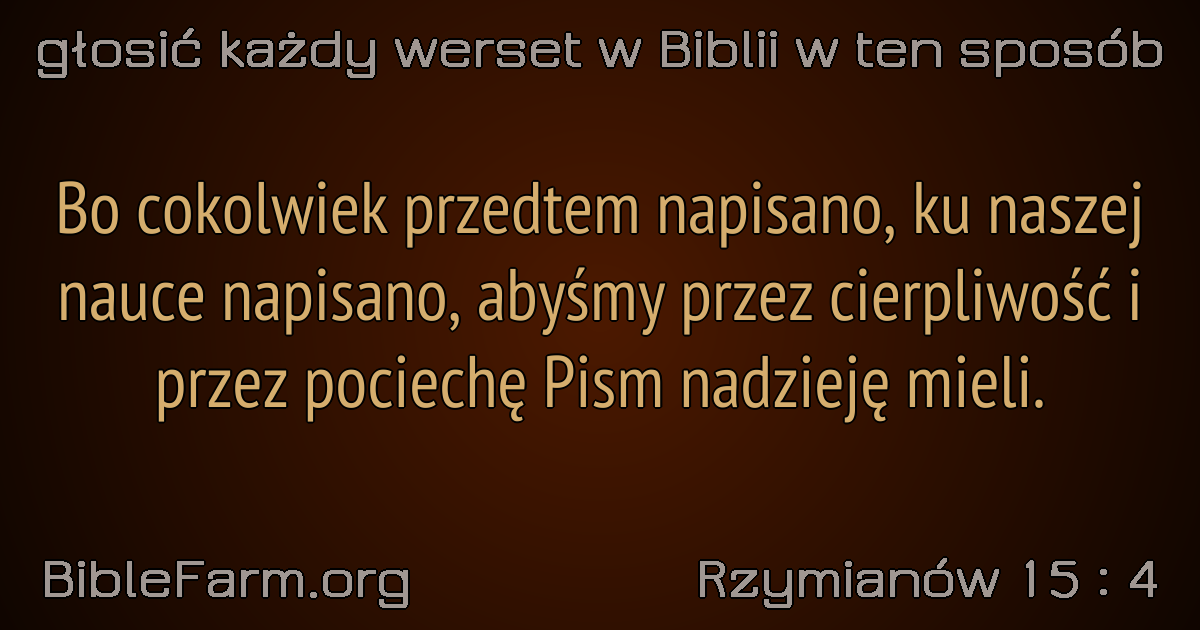 głosić każdy werset w Biblii w ten sposób
Bo cokolwiek przedtem napisano, ku naszej
nauce napisano, abyśmy przez cierpliwość i
przez pociechę Pism nadzieję mieli.
BibleFarm.org
Rzymianów 15 : 4